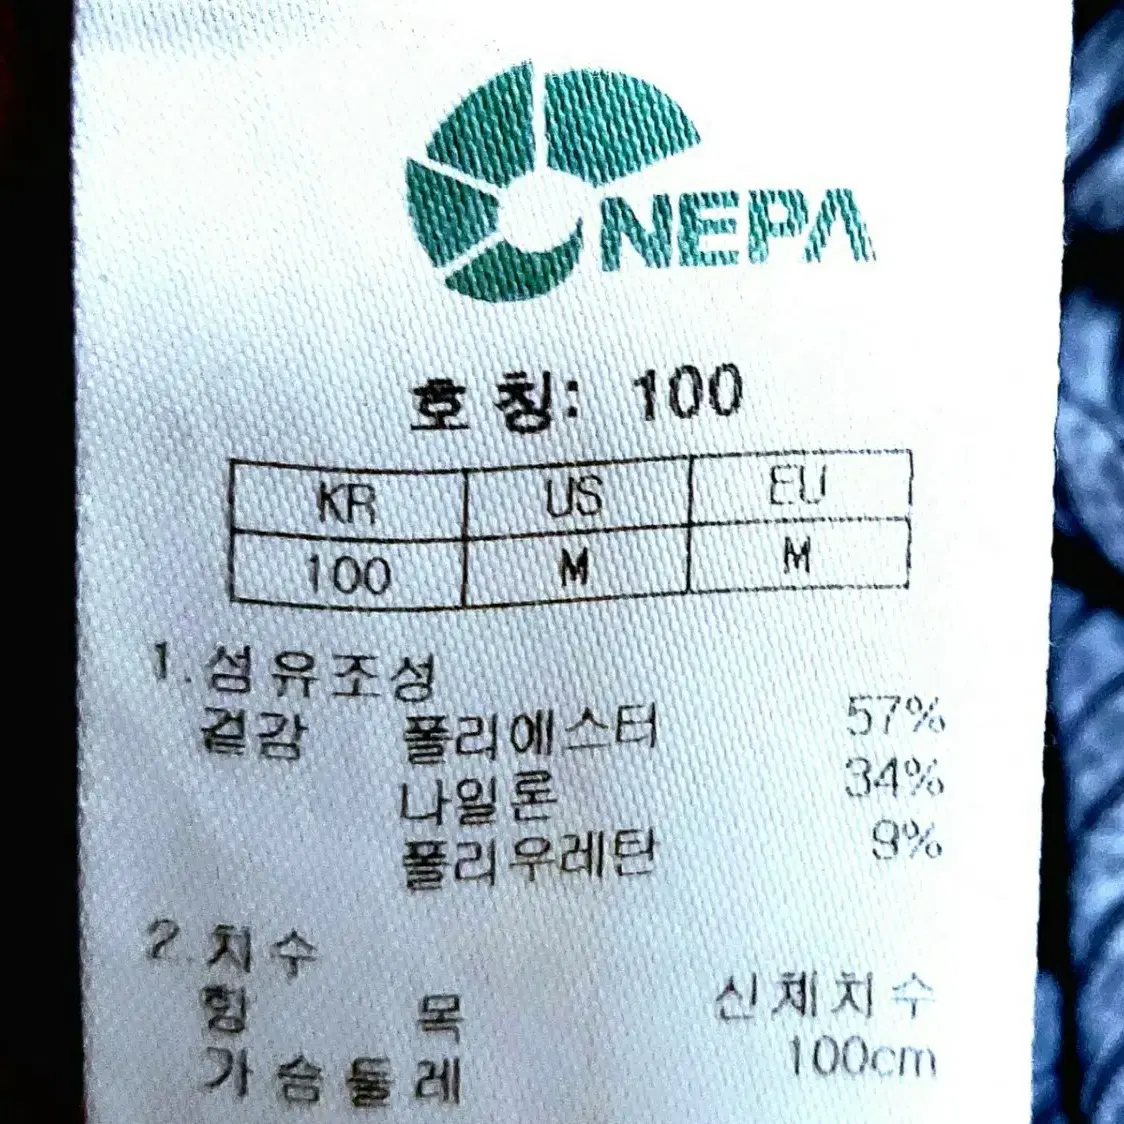 NEPA
호칭: 100
KR US EU
100 M M
1.섬유조성
겉감 폴리에스터 57%
나일론 34%
폴리우레탄 9%
2.치수
항 목 신체치수
가슴둘레 100cm